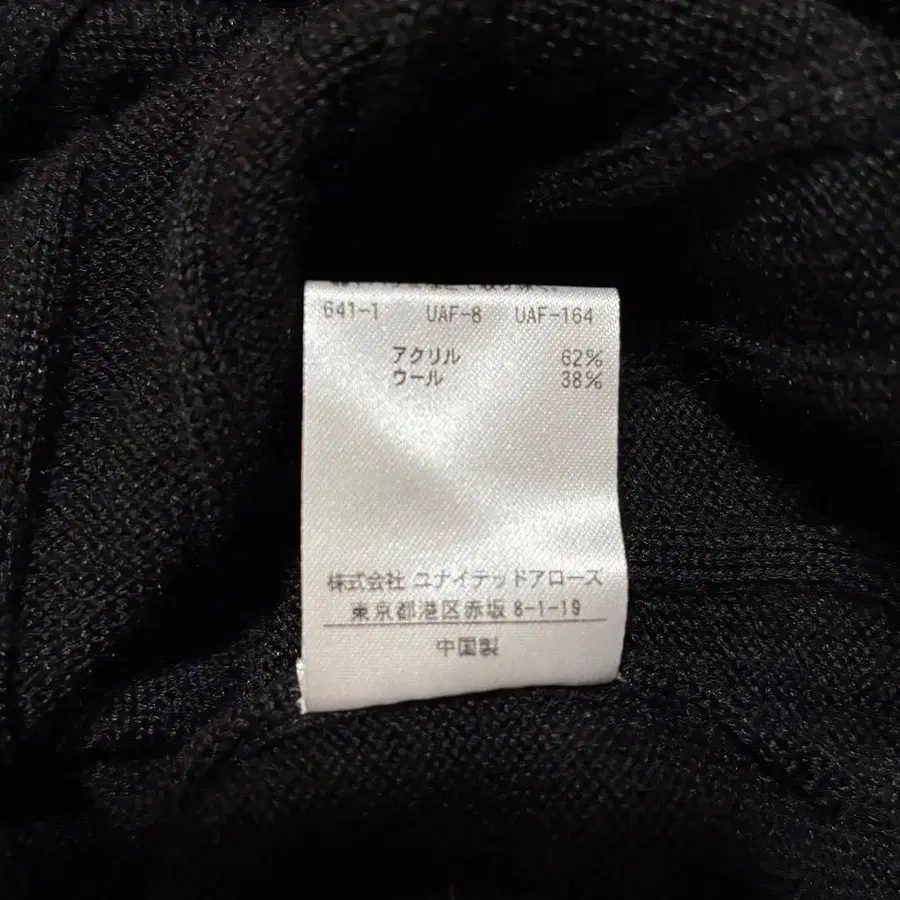 641-1 UAF-8 UAF-164
アクリル 62%
ウール 38%
株式会社 ユナイテッドアローズ
東京都港区赤坂 8-1-19
中国製